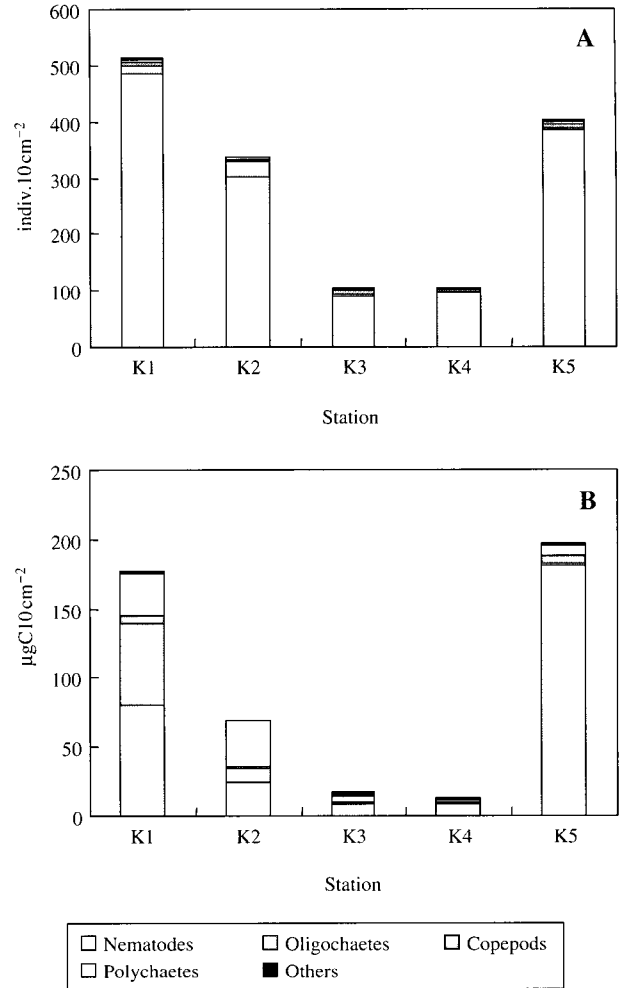 600
500
400
300
200
100
0
indiv.10cm⁻²
A
K1 K2 K3 K4 K5
Station
250
200
150
100
50
0
µgC10cm⁻²
B
K1 K2 K3 K4 K5
Station
Nematodes Oligochaetes Copepods
Polychaetes Others